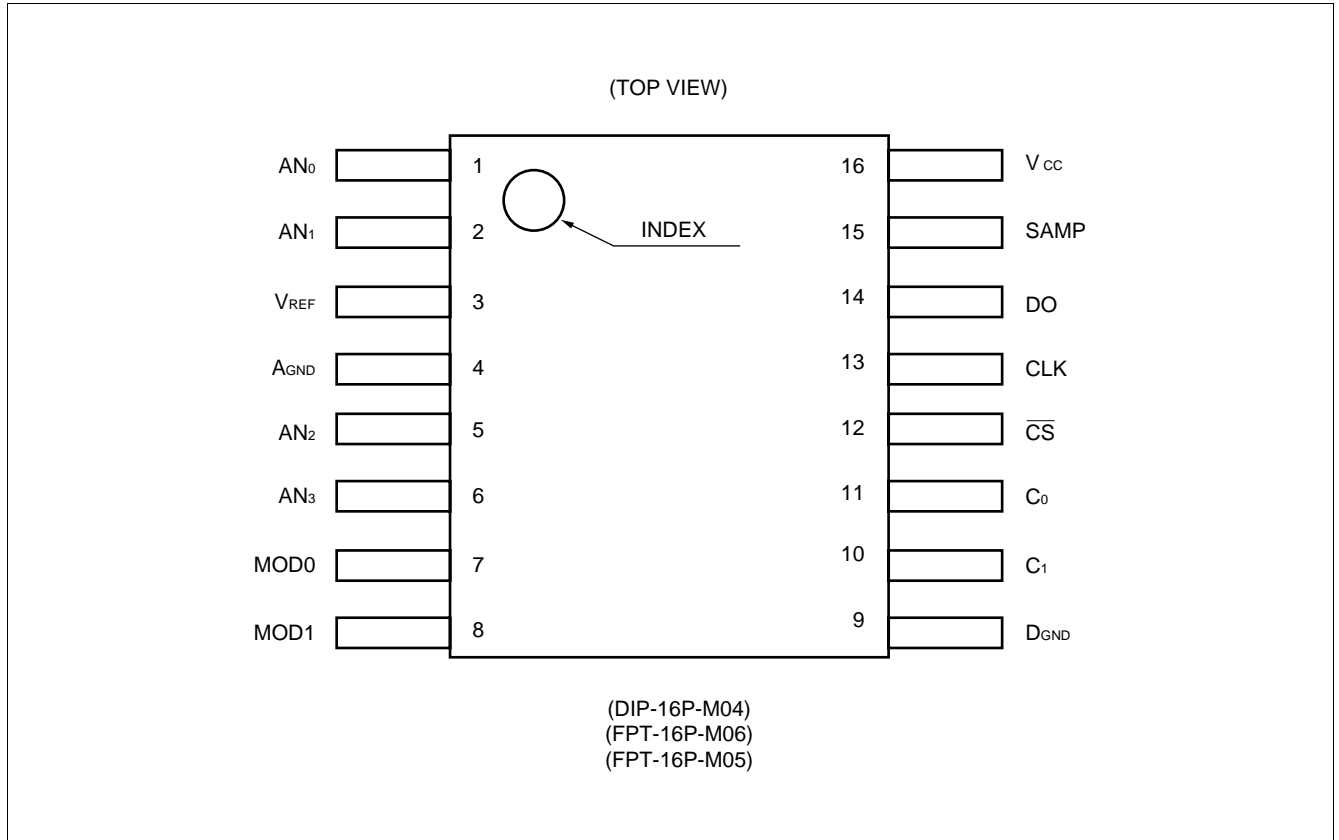 (TOP VIEW)
AN0 1 16 VCC
AN1 2 INDEX 15 SAMP
VREF 3 14 DO
AGND 4 13 CLK
AN2 5 12 C̅S̅
AN3 6 11 C0
MOD0 7 10 C1
MOD1 8 9 DGND
(DIP-16P-M04)
(FPT-16P-M06)
(FPT-16P-M05)